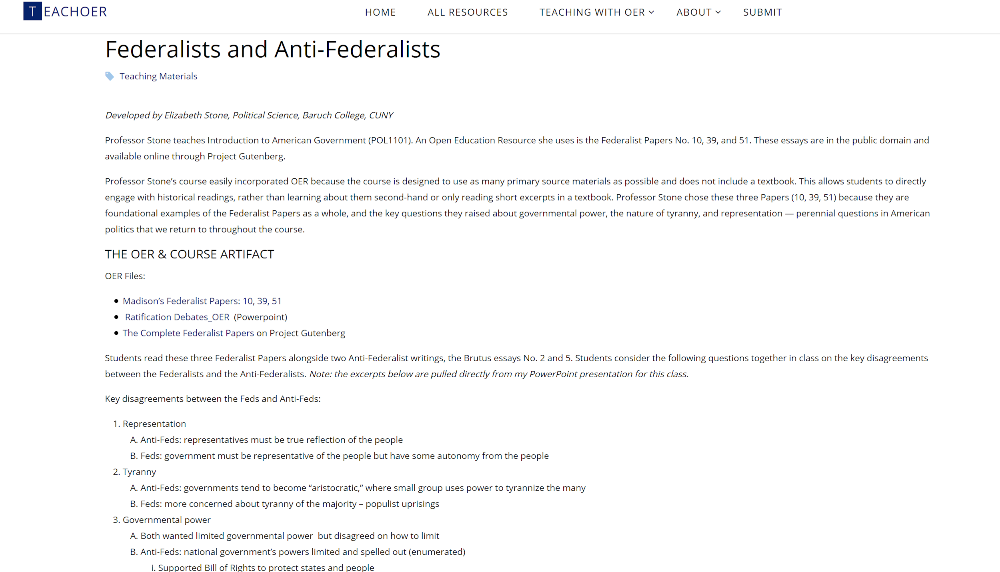 TEACHOER
HOME ALL RESOURCES TEACHING WITH OER ABOUT SUBMIT
Federalists and Anti-Federalists
Teaching Materials
Developed by Elizabeth Stone, Political Science, Baruch College, CUNY
Professor Stone teaches Introduction to American Government (POL1101). An Open Education Resource she uses is the Federalist Papers No. 10, 39, and 51. These essays are in the public domain and
available online through Project Gutenberg.
Professor Stone’s course easily incorporated OER because the course is designed to use as many primary source materials as possible and does not include a textbook. This allows students to directly
engage with historical readings, rather than learning about them second-hand or only reading short excerpts in a textbook. Professor Stone chose these three Papers (10, 39, 51) because they are
foundational examples of the Federalist Papers as a whole, and the key questions they raised about governmental power, the nature of tyranny, and representation — perennial questions in American
politics that we return to throughout the course.
THE OER & COURSE ARTIFACT
OER Files:
• Madison’s Federalist Papers: 10, 39, 51
• Ratification Debates_OER (Powerpoint)
• The Complete Federalist Papers on Project Gutenberg
Students read these three Federalist Papers alongside two Anti-Federalist writings, the Brutus essays No. 2 and 5. Students consider the following questions together in class on the key disagreements
between the Federalists and the Anti-Federalists. Note: the excerpts below are pulled directly from my PowerPoint presentation for this class.
Key disagreements between the Feds and Anti-Feds:
1. Representation
A. Anti-Feds: representatives must be true reflection of the people
B. Feds: government must be representative of the people but have some autonomy from the people
2. Tyranny
A. Anti-Feds: governments tend to become “aristocratic,” where small group uses power to tyrannize the many
B. Feds: more concerned about tyranny of the majority – populist uprisings
3. Governmental power
A. Both wanted limited governmental power but disagreed on how to limit
B. Anti-Feds: national government’s powers limited and spelled out (enumerated)
i. Supported Bill of Rights to protect states and people